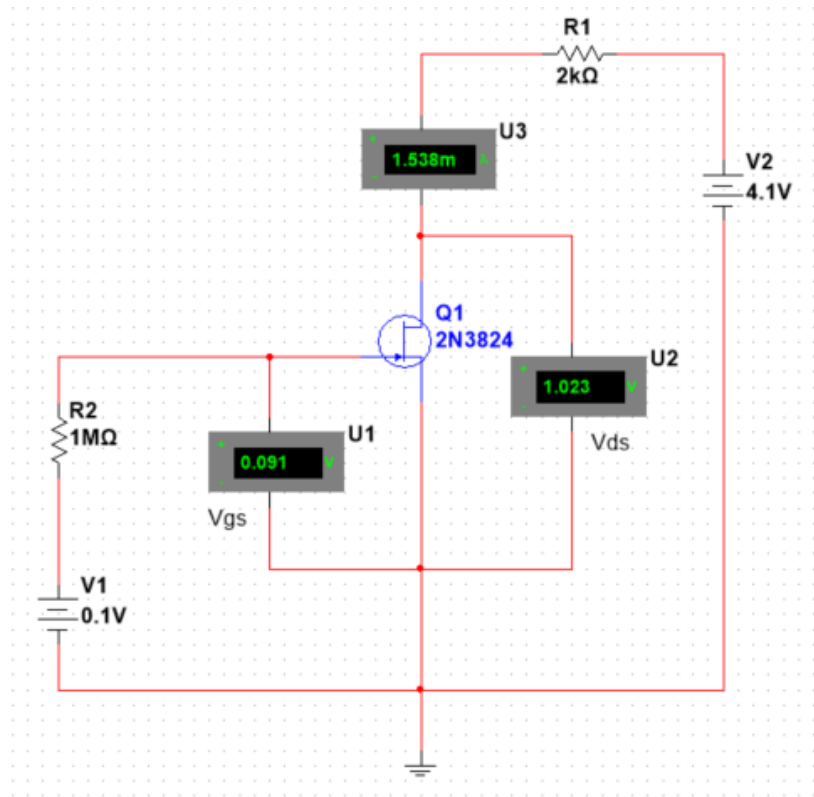 R1
2kΩ
U3
1.538m A
V2
4.1V
Q1
2N3824
U2
1.023 V
Vds
R2
1MΩ
U1
0.091 V
Vgs
V1
0.1V